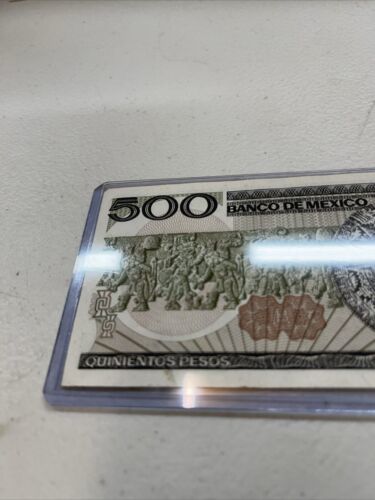 500
BANCO DE MEXICO
QUINIENTOS PESOS